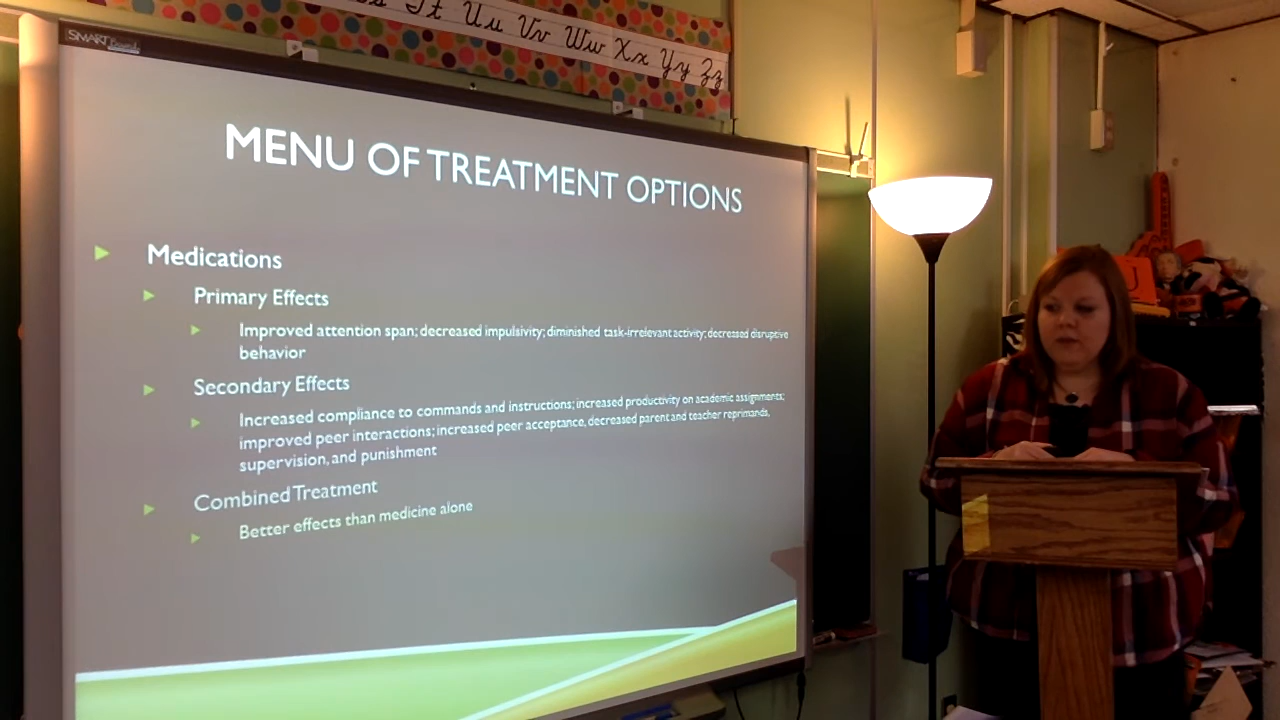 Tt Uu Vv Ww Xx Yy Zz
SMART Board
MENU OF TREATMENT OPTIONS
Medications
Primary Effects
Improved attention span; decreased impulsivity; diminished task-irrelevant activity; decreased disruptive
behavior
Secondary Effects
Increased compliance to commands and instructions; increased productivity on academic assignments;
improved peer interactions; increased peer acceptance, decreased parent and teacher reprimands,
supervision, and punishment
Combined Treatment
Better effects than medicine alone
U